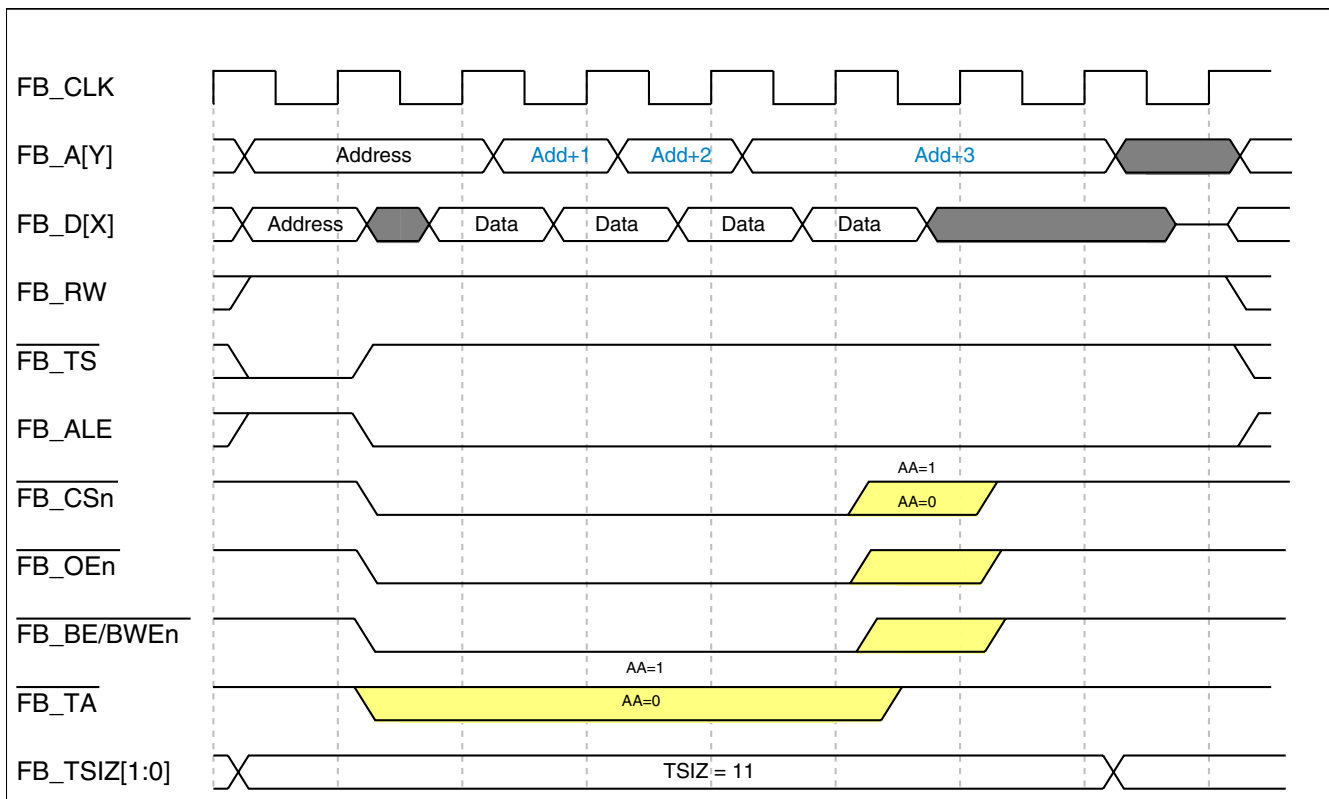 FB_CLK
FB_A[Y] Address Add+1 Add+2 Add+3
FB_D[X] Address Data Data Data Data
FB_RW
FB_TS
FB_ALE
AA=1
FB_CSn AA=0
FB_OEn
FB_BE/BWEn
AA=1
FB_TA AA=0
FB_TSIZ[1:0] TSIZ = 11